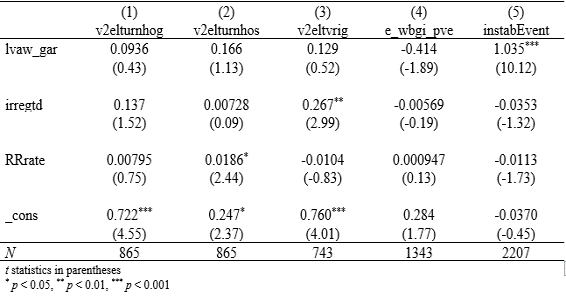 (1) (2) (3) (4) (5)
v2elturnhog v2elturnhos v2eltvrig e_wbgi_pve instabEvent
lvaw_gar 0.0936 0.166 0.129 -0.414 1.035***
(0.43) (1.13) (0.52) (-1.89) (10.12)
irregtd 0.137 0.00728 0.267** -0.00569 -0.0353
(1.52) (0.09) (2.99) (-0.19) (-1.32)
RRrate 0.00795 0.0186* -0.0104 0.000947 -0.0113
(0.75) (2.44) (-0.83) (0.13) (-1.73)
_cons 0.722*** 0.247* 0.760*** 0.284 -0.0370
(4.55) (2.37) (4.01) (1.77) (-0.45)
N 865 865 743 1343 2207
t statistics in parentheses
* p < 0.05, ** p < 0.01, *** p < 0.001